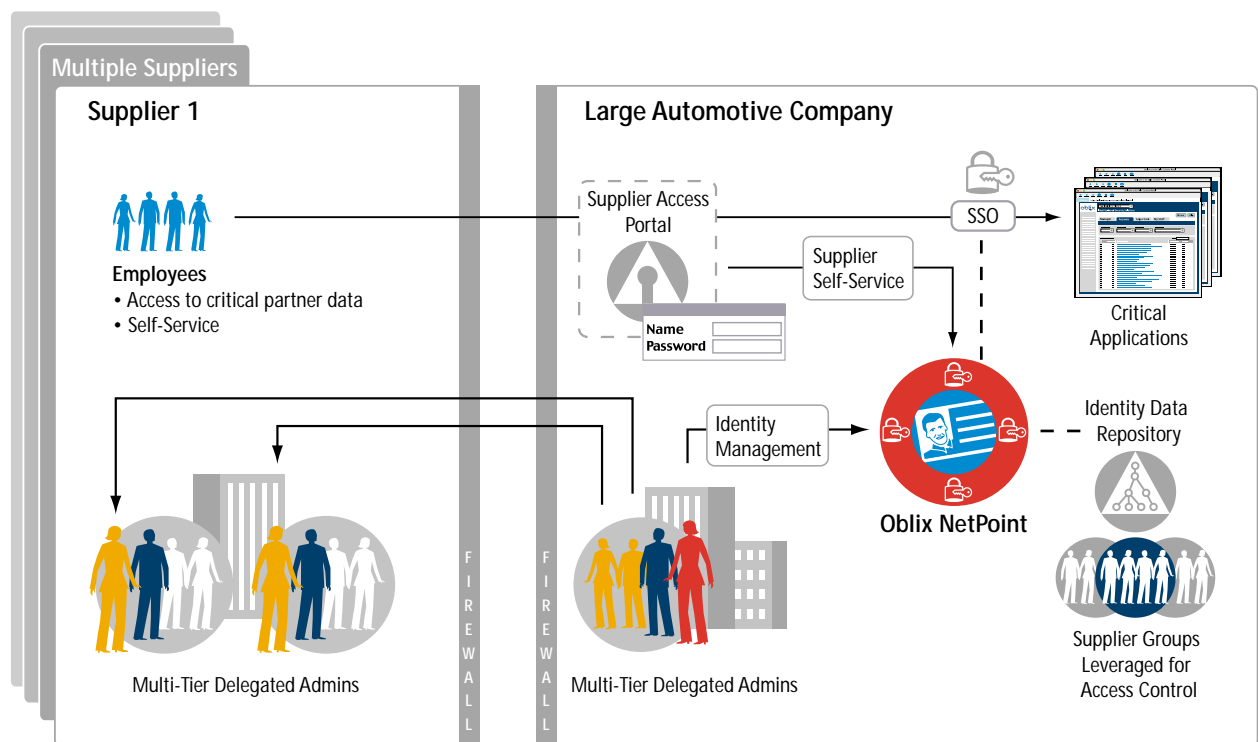 Multiple Suppliers
Supplier 1
Employees
• Access to critical partner data
• Self-Service
Multi-Tier Delegated Admins
FIREWALL
FIREWALL
Large Automotive Company
Supplier Access
Portal
Name
Password
SSO
Supplier
Self-Service
Critical
Applications
Identity
Management
Oblix NetPoint
Identity Data
Repository
Multi-Tier Delegated Admins
Supplier Groups
Leveraged for
Access Control